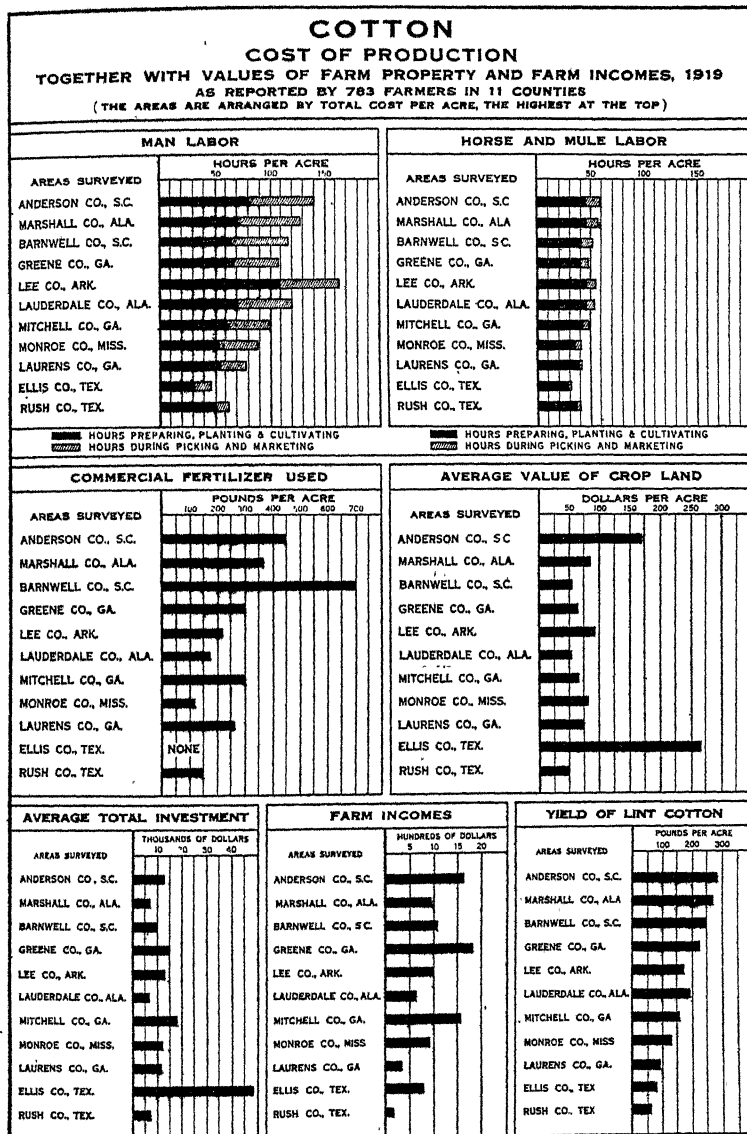 COTTON
COST OF PRODUCTION
TOGETHER WITH VALUES OF FARM PROPERTY AND FARM INCOMES, 1919
AS REPORTED BY 783 FARMERS IN 11 COUNTIES
(THE AREAS ARE ARRANGED BY TOTAL COST PER ACRE, THE HIGHEST AT THE TOP)
MAN LABOR
HOURS PER ACRE
AREAS SURVEYED
50 100 150
ANDERSON CO., S.C.
MARSHALL CO., ALA.
BARNWELL CO., S.C.
GREENE CO., GA.
LEE CO., ARK.
LAUDERDALE CO., ALA.
MITCHELL CO., GA.
MONROE CO., MISS.
LAURENS CO., GA.
ELLIS CO., TEX.
RUSH CO., TEX.
HOURS PREPARING, PLANTING & CULTIVATING
HOURS DURING PICKING AND MARKETING
HORSE AND MULE LABOR
HOURS PER ACRE
AREAS SURVEYED
50 100 150
ANDERSON CO., S.C
MARSHALL CO., ALA
BARNWELL CO., S C.
GREENE CO., GA.
LEE CO., ARK.
LAUDERDALE CO., ALA.
MITCHELL CO., GA.
MONROE CO., MISS.
LAURENS CO., GA.
ELLIS CO., TEX.
RUSH CO., TEX.
HOURS PREPARING, PLANTING & CULTIVATING
HOURS DURING PICKING AND MARKETING
COMMERCIAL FERTILIZER USED
POUNDS PER ACRE
AREAS SURVEYED
100 200 300 400 500 600 700
ANDERSON CO., S.C.
MARSHALL CO., ALA.
BARNWELL CO., S.C.
GREENE CO., GA.
LEE CO., ARK.
LAUDERDALE CO., ALA.
MITCHELL CO., GA.
MONROE CO., MISS.
LAURENS CO., GA.
ELLIS CO., TEX. NONE
RUSH CO., TEX.
AVERAGE VALUE OF CROP LAND
DOLLARS PER ACRE
AREAS SURVEYED
50 100 150 200 250 300
ANDERSON CO., S C
MARSHALL CO., ALA.
BARNWELL CO., S.C.
GREENE CO., GA.
LEE CO., ARK.
LAUDERDALE CO., ALA.
MITCHELL CO., GA.
MONROE CO., MISS.
LAURENS CO., GA.
ELLIS CO., TEX.
RUSH CO., TEX.
AVERAGE TOTAL INVESTMENT
THOUSANDS OF DOLLARS
AREAS SURVEYED
10 20 30 40
ANDERSON CO, S.C.
MARSHALL CO., ALA.
BARNWELL CO., S.C.
GREENE CO., GA.
LEE CO., ARK.
LAUDERDALE CO., ALA.
MITCHELL CO., GA.
MONROE CO., MISS.
LAURENS CO., GA.
ELLIS CO., TEX.
RUSH CO., TEX.
FARM INCOMES
HUNDREDS OF DOLLARS
AREAS SURVEYED
5 10 15 20
ANDERSON CO., S.C.
MARSHALL CO., ALA.
BARNWELL CO., S C.
GREENE CO., GA.
LEE CO., ARK.
LAUDERDALE CO., ALA.
MITCHELL CO., GA.
MONROE CO., MISS
LAURENS CO., GA
ELLIS CO., TEX.
RUSH CO., TEX.
YIELD OF LINT COTTON
POUNDS PER ACRE
AREAS SURVEYED
100 200 300
ANDERSON CO., S.C.
MARSHALL CO., ALA
BARNWELL CO., S.C.
GREENE CO., GA.
LEE CO., ARK.
LAUDERDALE CO., ALA.
MITCHELL CO., GA
MONROE CO., MISS
LAURENS CO., GA.
ELLIS CO., TEX
RUSH CO., TEX